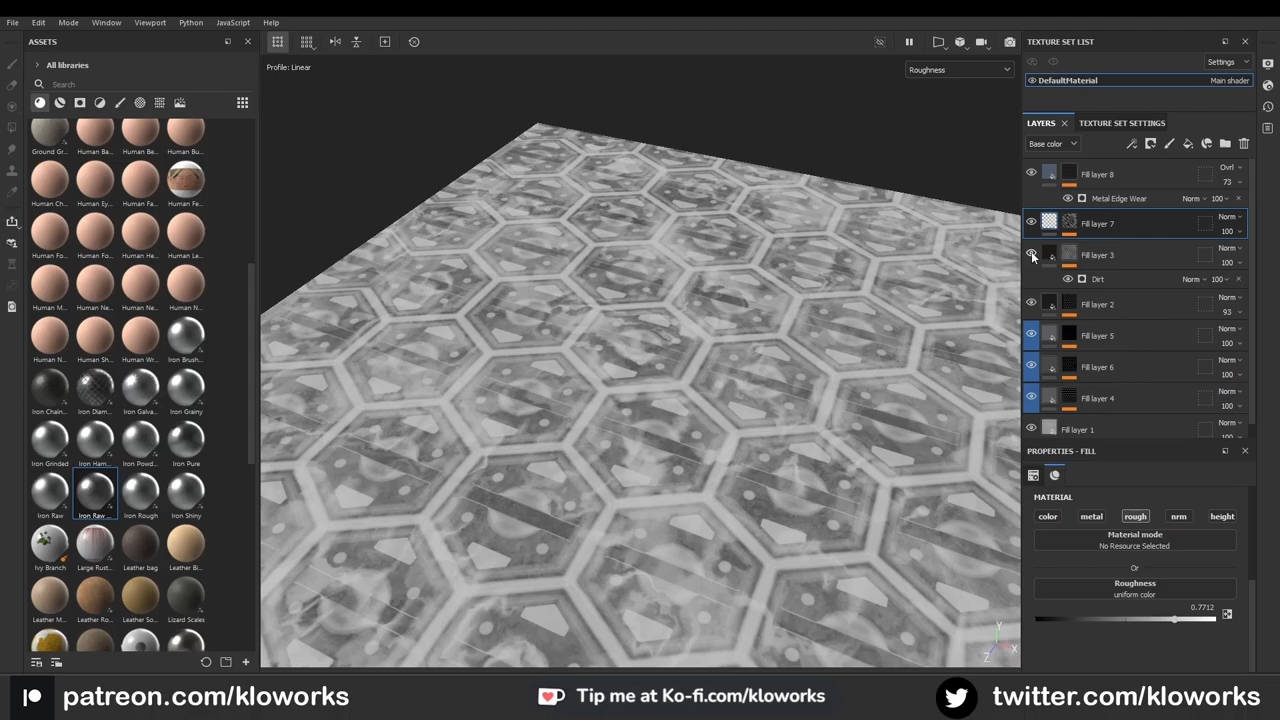 File Edit Mode Window Viewport Python JavaScript Help
ASSETS
All libraries
Search
Ground Gr... Human Ba... Human Be... Human Bu...
Human Ch... Human Ey... Human Fa... Human Fe...
Human Fo... Human Fo... Human He... Human Le...
Human M... Human Ne... Human Ne... Human N...
Human N... Human Sh... Human Wr... Iron Brush...
Iron Chain... Iron Diam... Iron Galva... Iron Grainy
Iron Grinded Iron Ham... Iron Powd... Iron Pure
Iron Raw Iron Raw ... Iron Rough Iron Shiny
Ivy Branch Large Rust... Leather bag Leather Bi...
Leather M... Leather Ro... Leather So... Lizard Scales
Profile: Linear
Roughness
Y
X
Z
TEXTURE SET LIST
Settings
DefaultMaterial Main shader
LAYERS TEXTURE SET SETTINGS
Base color
Fill layer 8 Ovrl
73
Metal Edge Wear Norm 100
Fill layer 7 Norm
100
Fill layer 3 Norm
100
Dirt Norm 100
Fill layer 2 Norm
93
Fill layer 5 Norm
100
Fill layer 6 Norm
100
Fill layer 4 Norm
100
Fill layer 1 Norm
100
PROPERTIES - FILL
MATERIAL
color metal rough nrm height
Material mode
No Resource Selected
Or
Roughness
uniform color
0.7712
patreon.com/kloworks
Tip me at Ko-fi.com/kloworks
twitter.com/kloworks